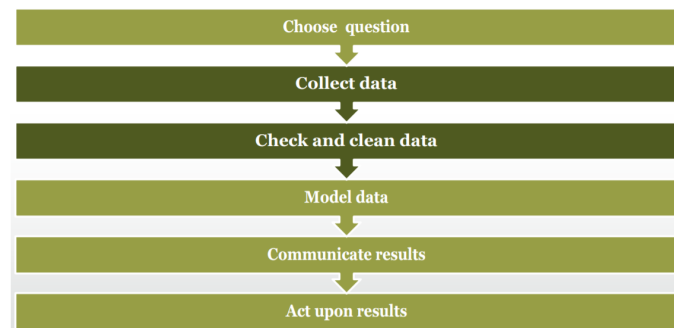 Choose question
Collect data
Check and clean data
Model data
Communicate results
Act upon results